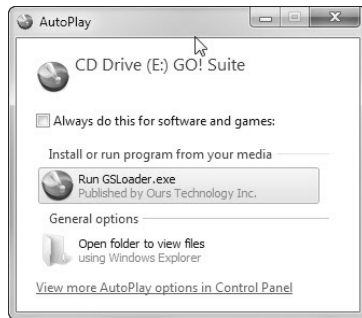 AutoPlay
CD Drive (E:) GO! Suite
Always do this for software and games:
Install or run program from your media
Run GSLoader.exe
Published by Ours Technology Inc.
General options
Open folder to view files
using Windows Explorer
View more AutoPlay options in Control Panel